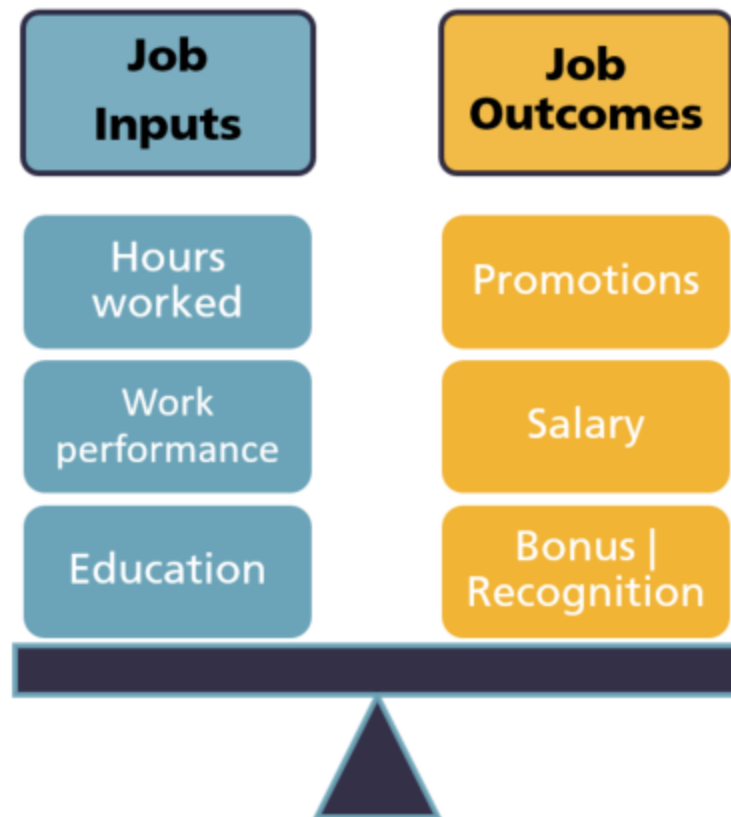 Job
Inputs
Hours
worked
Work
performance
Education
Job
Outcomes
Promotions
Salary
Bonus |
Recognition